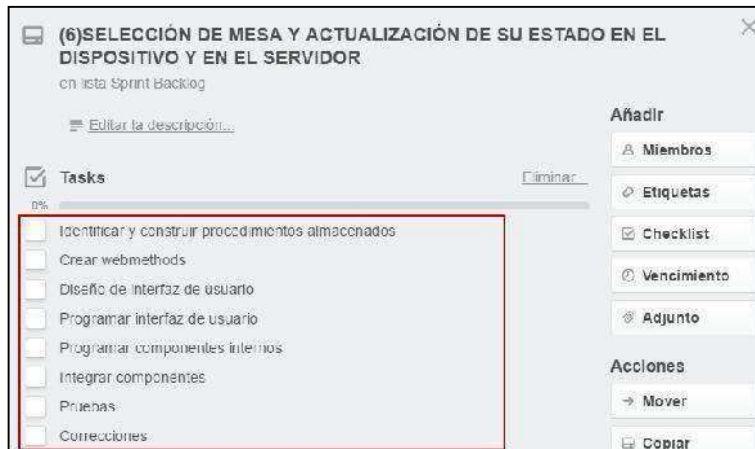 (6)SELECCIÓN DE MESA Y ACTUALIZACIÓN DE SU ESTADO EN EL
DISPOSITIVO Y EN EL SERVIDOR
en lista Sprint Backlog
Editar la descripción...
Tasks
Eliminar...
0%
Identificar y construir procedimientos almacenados
Crear webmethods
Diseño de interfaz de usuario
Programar interfaz de usuario
Programar componentes internos
Integrar componentes
Pruebas
Correcciones
Añadir
Miembros
Etiquetas
Checklist
Vencimiento
Adjunto
Acciones
Mover
Copiar